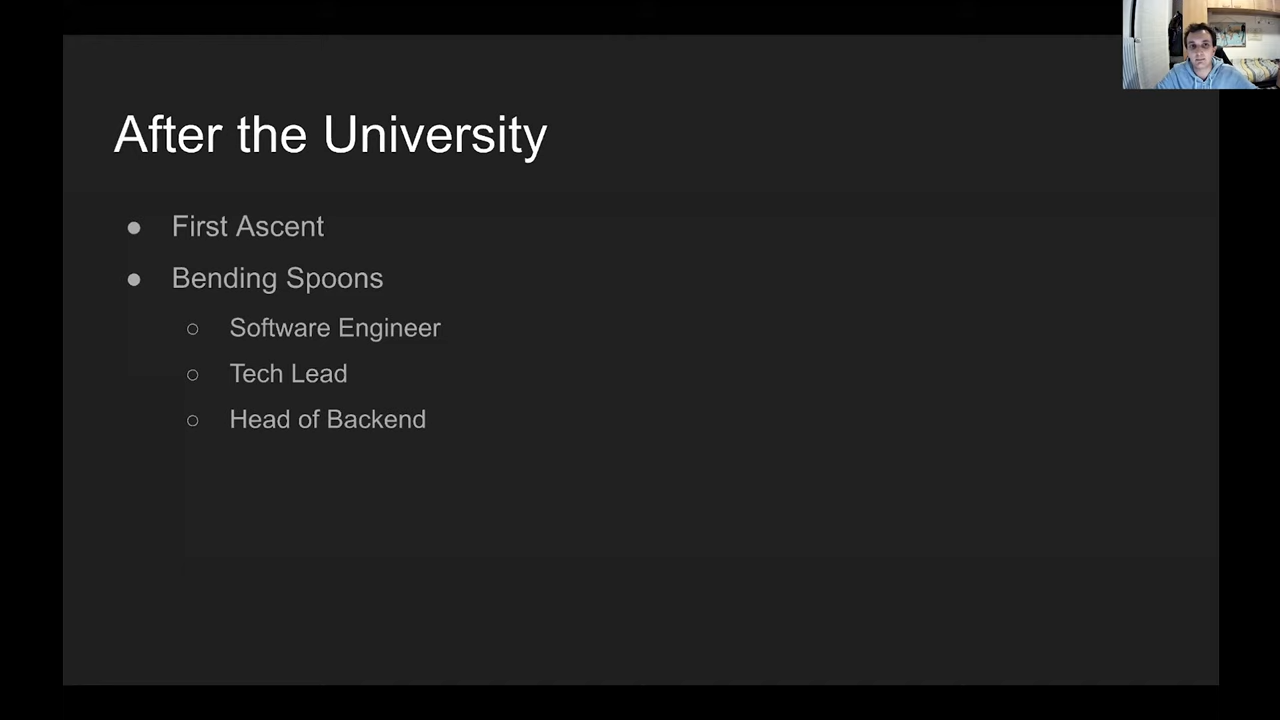 After the University
● First Ascent
● Bending Spoons
○ Software Engineer
○ Tech Lead
○ Head of Backend